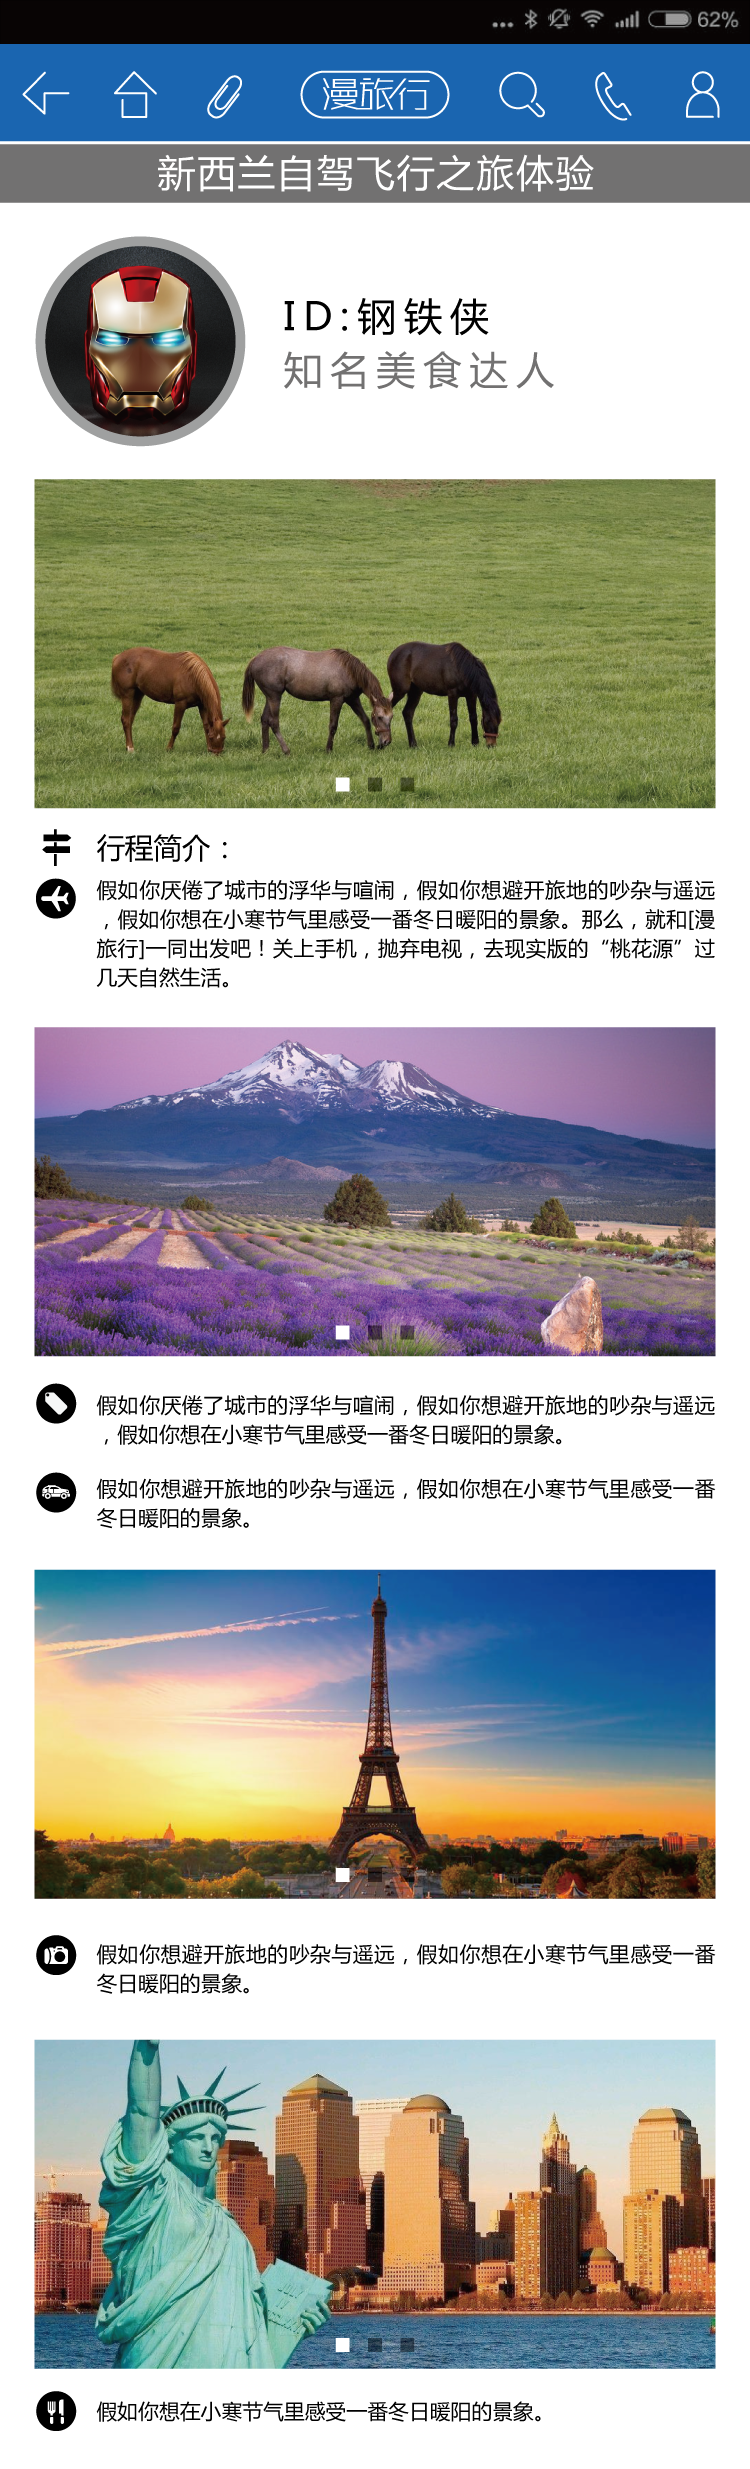 62%
漫旅行
新西兰自驾飞行之旅体验
ID:钢铁侠
知名美食达人
行程简介：
假如你厌倦了城市的浮华与喧闹，假如你想避开旅地的吵杂与遥远
，假如你想在小寒节气里感受一番冬日暖阳的景象。那么，就和[漫
旅行]一同出发吧！关上手机，抛弃电视，去现实版的“桃花源”过
几天自然生活。
假如你厌倦了城市的浮华与喧闹，假如你想避开旅地的吵杂与遥远
，假如你想在小寒节气里感受一番冬日暖阳的景象。
假如你想避开旅地的吵杂与遥远，假如你想在小寒节气里感受一番
冬日暖阳的景象。
假如你想避开旅地的吵杂与遥远，假如你想在小寒节气里感受一番
冬日暖阳的景象。
假如你想在小寒节气里感受一番冬日暖阳的景象。